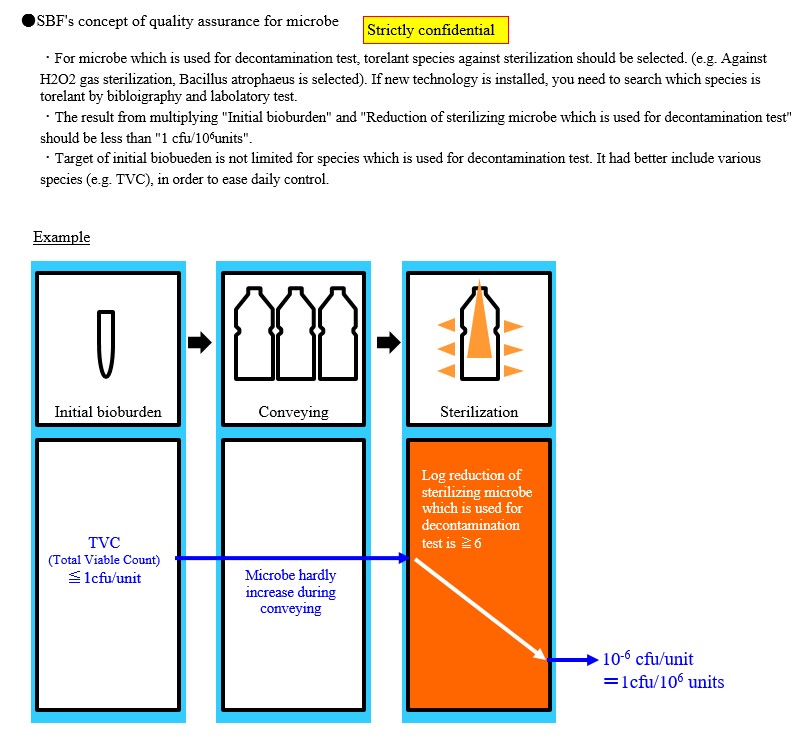 ●SBF's concept of quality assurance for microbe
Strictly confidential
・For microbe which is used for decontamination test, torelant species against sterilization should be selected. (e.g. Against
H2O2 gas sterilization, Bacillus atrophaeus is selected). If new technology is installed, you need to search which species is
torelant by bibloigraphy and labolatory test.
・The result from multiplying "Initial bioburden" and "Reduction of sterilizing microbe which is used for decontamination test"
should be less than "1 cfu/10⁶units".
・Target of initial biobueden is not limited for species which is used for decontamination test. It had better include various
species (e.g. TVC), in order to ease daily control.
Example
Initial bioburden
Conveying
Sterilization
TVC
(Total Viable Count)
≦1cfu/unit
Microbe hardly
increase during
conveying
Log reduction of
sterilizing microbe
which is used for
decontamination
test is ≧6
10⁻⁶ cfu/unit
=1cfu/10⁶ units